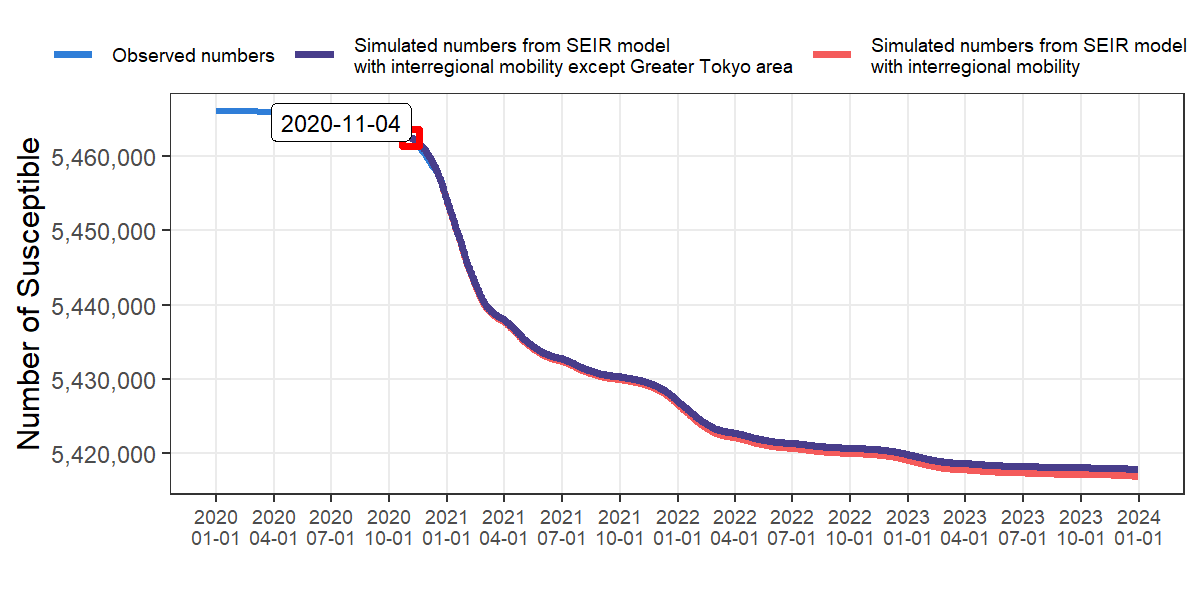 Observed numbers
Simulated numbers from SEIR model
with interregional mobility except Greater Tokyo area
Simulated numbers from SEIR model
with interregional mobility
2020-11-04
Number of Susceptible
5,460,000
5,450,000
5,440,000
5,430,000
5,420,000
2020 2020 2020 2020 2021 2021 2021 2021 2022 2022 2022 2022 2023 2023 2023 2023 2024
01-01 04-01 07-01 10-01 01-01 04-01 07-01 10-01 01-01 04-01 07-01 10-01 01-01 04-01 07-01 10-01 01-01